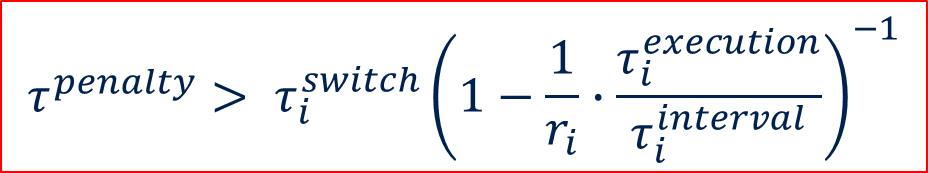 τ^penalty > τ_i^switch (1 − 1/r_i · τ_i^execution / τ_i^interval)^−1